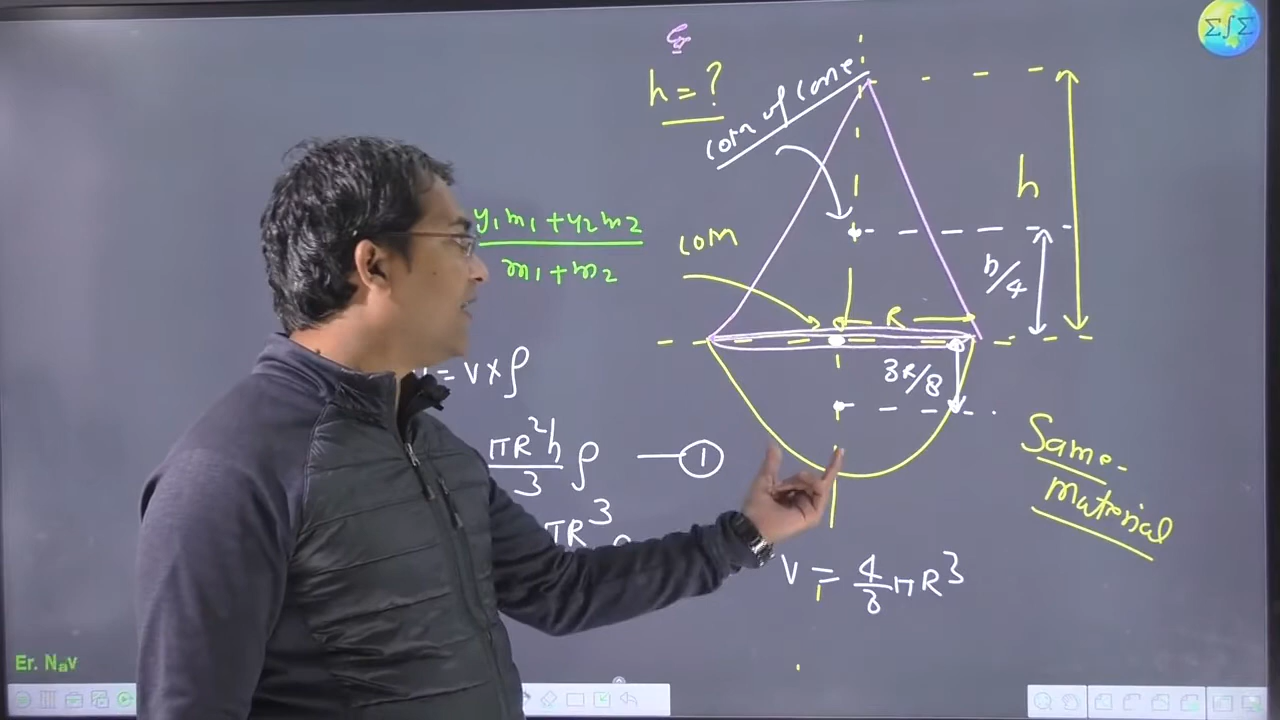 ΣʃΣ
h = ?
com of cone
y₁m₁ + y₂m₂
m₁ + m₂
com
h
h/4
R
3R/8
= V × ρ
πR²h
3
ρ — ①
πR³
Same-
material
V = 4/3 πR³
Er. NaV